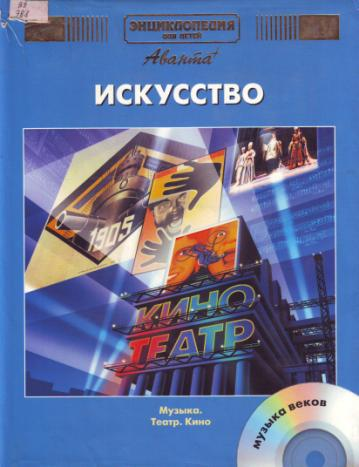 ЭНЦИКЛОПЕДИЯ
ДЛЯ ДЕТЕЙ
Аванта+
ИСКУССТВО
1905
КИНО
ТЕАТР
Музыка.
Театр. Кино
музыка веков